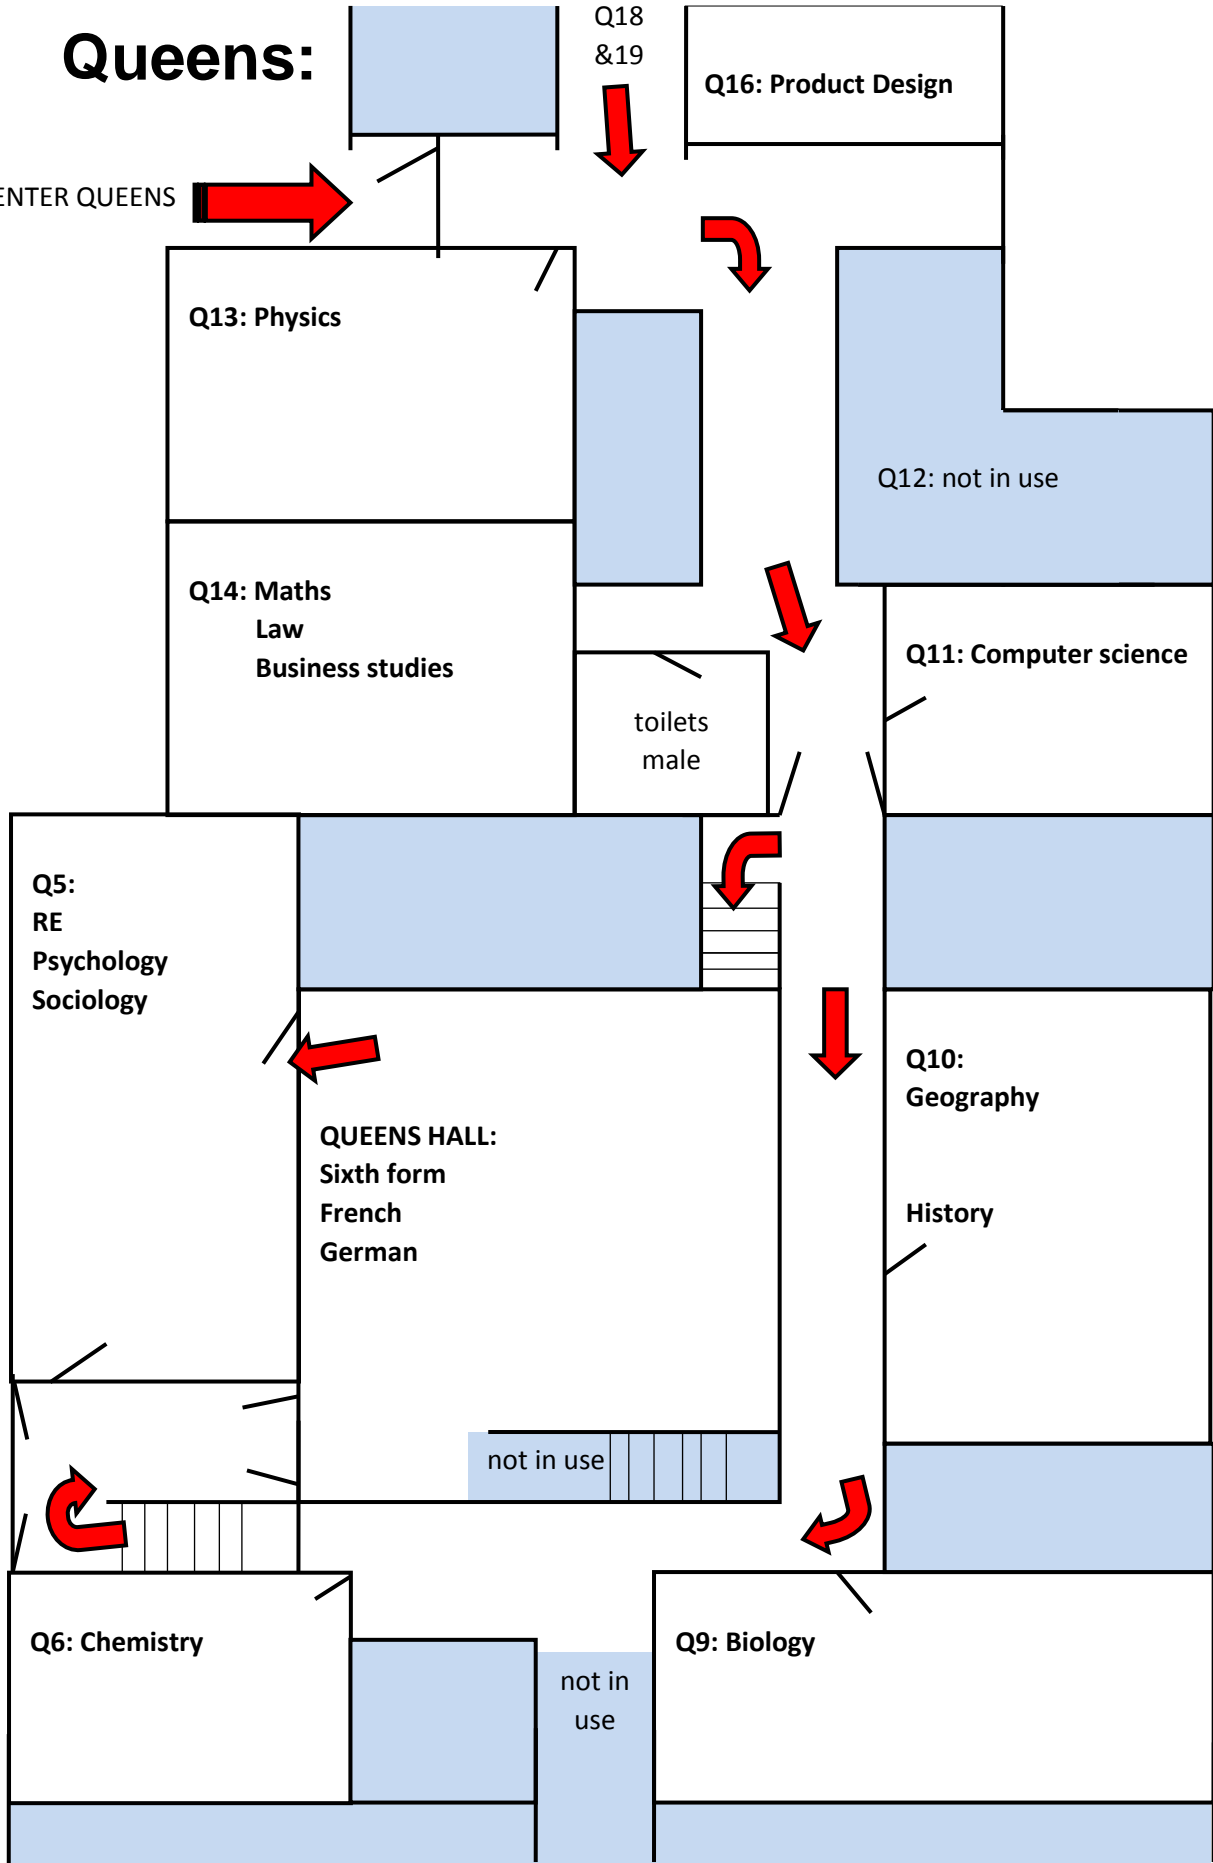 Queens:
Q18
&19
Q16: Product Design
ENTER QUEENS
Q13: Physics
Q12: not in use
Q14: Maths
Law
Business studies
Q11: Computer science
toilets
male
Q5:
RE
Psychology
Sociology
Q10:
Geography
QUEENS HALL:
Sixth form
French
German
History
not in use
Q6: Chemistry
Q9: Biology
not in
use